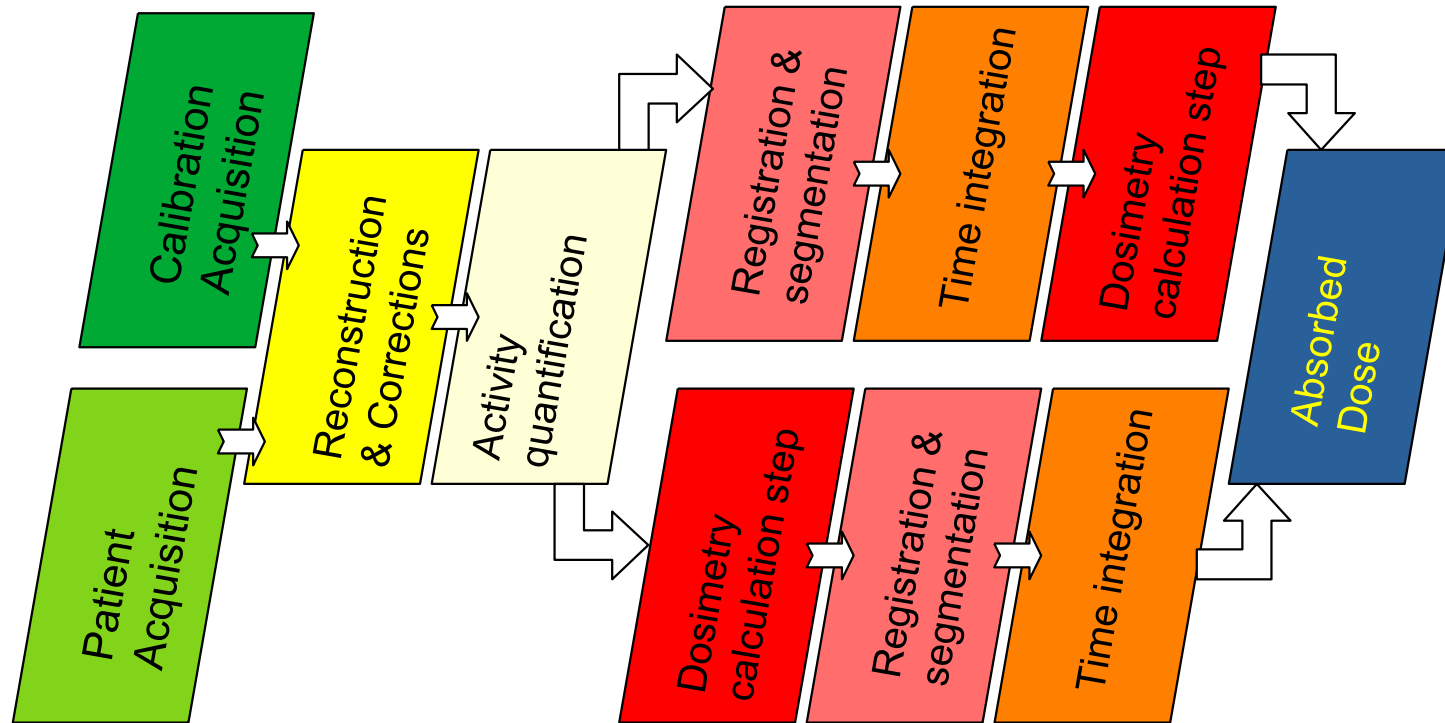 Calibration
Acquisition
Patient
Acquisition
Reconstruction
& Corrections
Activity
quantification
Registration &
segmentation
Time integration
Dosimetry
calculation step
Dosimetry
calculation step
Registration &
segmentation
Time integration
Absorbed
Dose